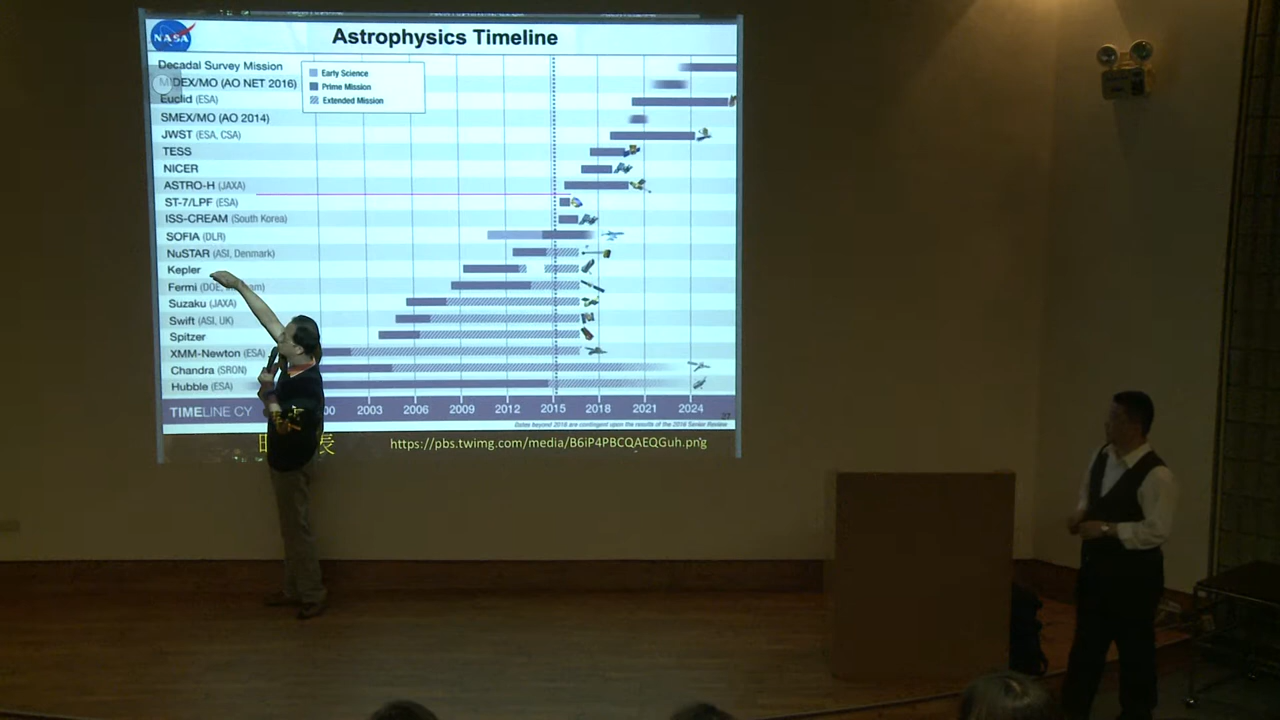 NASA
Astrophysics Timeline
Decadal Survey Mission
MIDEX/MO (AO NET 2016)
Euclid (ESA)
SMEX/MO (AO 2014)
JWST (ESA, CSA)
TESS
NICER
ASTRO-H (JAXA)
ST-7/LPF (ESA)
ISS-CREAM (South Korea)
SOFIA (DLR)
NuSTAR (ASI, Denmark)
Kepler
Fermi (DOE,
Suzaku (JAXA)
Swift (ASI, UK)
Spitzer
XMM-Newton (ESA)
Chandra (SRON)
Hubble (ESA)
Early Science
Prime Mission
Extended Mission
TIMELINE CY 2003 2006 2009 2012 2015 2018 2021 2024
27
Dates beyond 2016 are contingent upon the results of the 2016 Senior Review
表 https://pbs.twimg.com/media/B6iP4PBCQAEQGuh.png